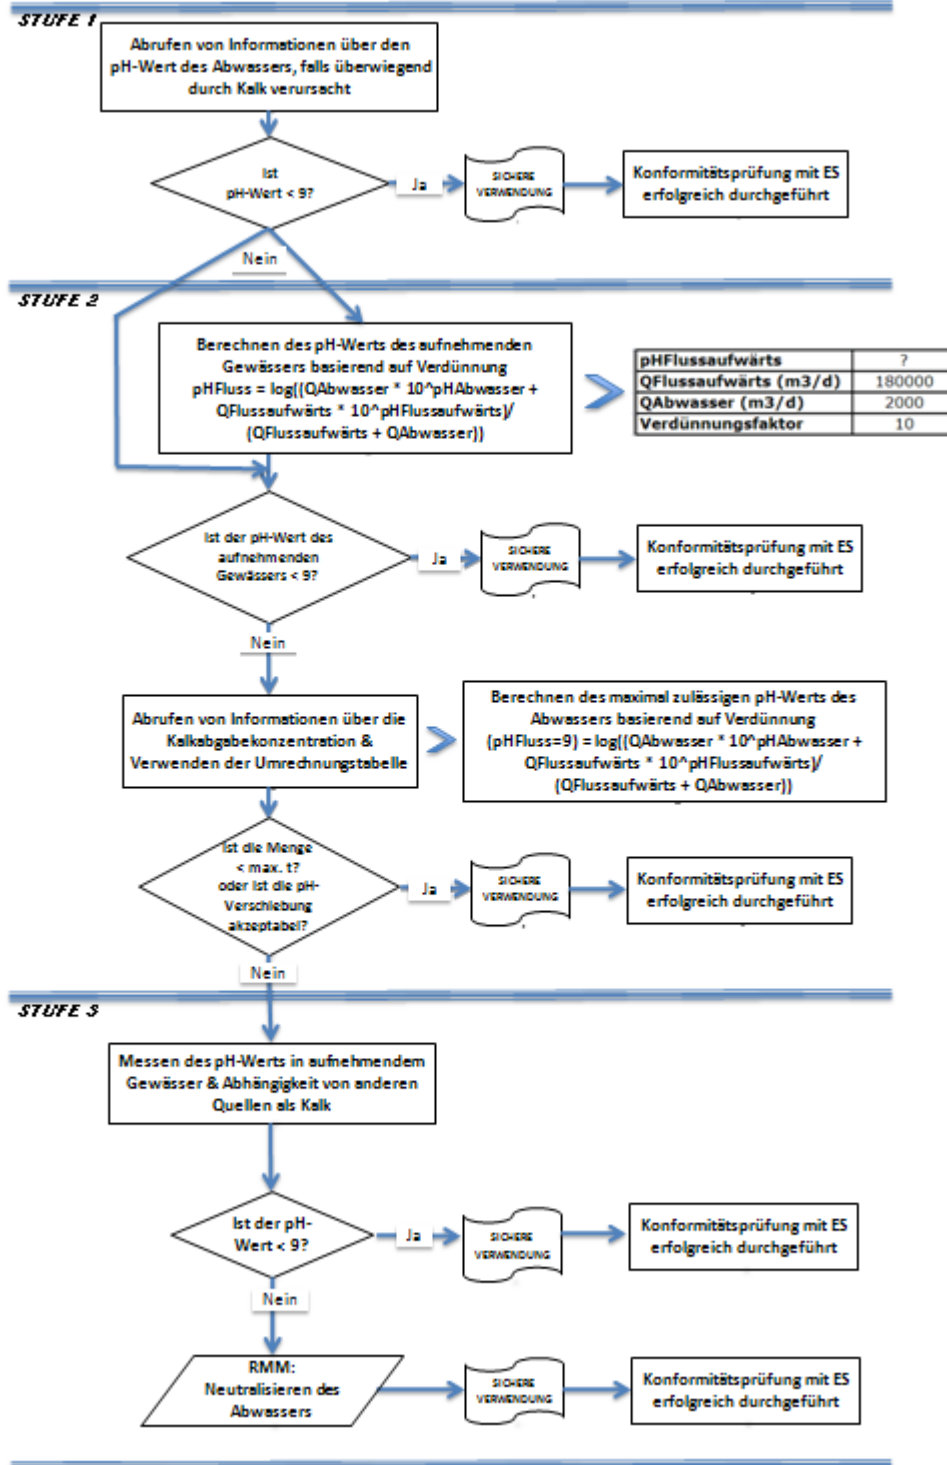 STUFE 1
Abrufen von Informationen über den
pH-Wert des Abwassers, falls überwiegend
durch Kalk verursacht
Ist
pH-Wert < 9?
Ja
SICHERE
VERWENDUNG
Konformitätsprüfung mit ES
erfolgreich durchgeführt
Nein
STUFE 2
Berechnen des pH-Werts des aufnehmenden
Gewässers basierend auf Verdünnung
pHFluss = log((QAbwasser * 10^pHAbwasser +
QFlussaufwärts * 10^pHFlussaufwärts)/
(QFlussaufwärts + QAbwasser))
pHFlussaufwärts ?
QFlussaufwärts (m3/d) 180000
QAbwasser (m3/d) 2000
Verdünnungsfaktor 10
Ist der pH-Wert des
aufnehmenden
Gewässers < 9?
Ja
SICHERE
VERWENDUNG
Konformitätsprüfung mit ES
erfolgreich durchgeführt
Nein
Abrufen von Informationen über die
Kalkabgabekonzentration &
Verwenden der Umrechnungstabelle
Berechnen des maximal zulässigen pH-Werts des
Abwassers basierend auf Verdünnung
(pHFluss=9) = log((QAbwasser * 10^pHAbwasser +
QFlussaufwärts * 10^pHFlussaufwärts)/
(QFlussaufwärts + QAbwasser))
Ist die Menge
< max. t?
oder ist die pH-
Verschiebung
akzeptabel?
Ja
SICHERE
VERWENDUNG
Konformitätsprüfung mit ES
erfolgreich durchgeführt
Nein
STUFE 3
Messen des pH-Werts in aufnehmendem
Gewässer & Abhängigkeit von anderen
Quellen als Kalk
Ist der pH-
Wert < 9?
Ja
SICHERE
VERWENDUNG
Konformitätsprüfung mit ES
erfolgreich durchgeführt
Nein
RMM:
Neutralisieren des
Abwassers
SICHERE
VERWENDUNG
Konformitätsprüfung mit ES
erfolgreich durchgeführt